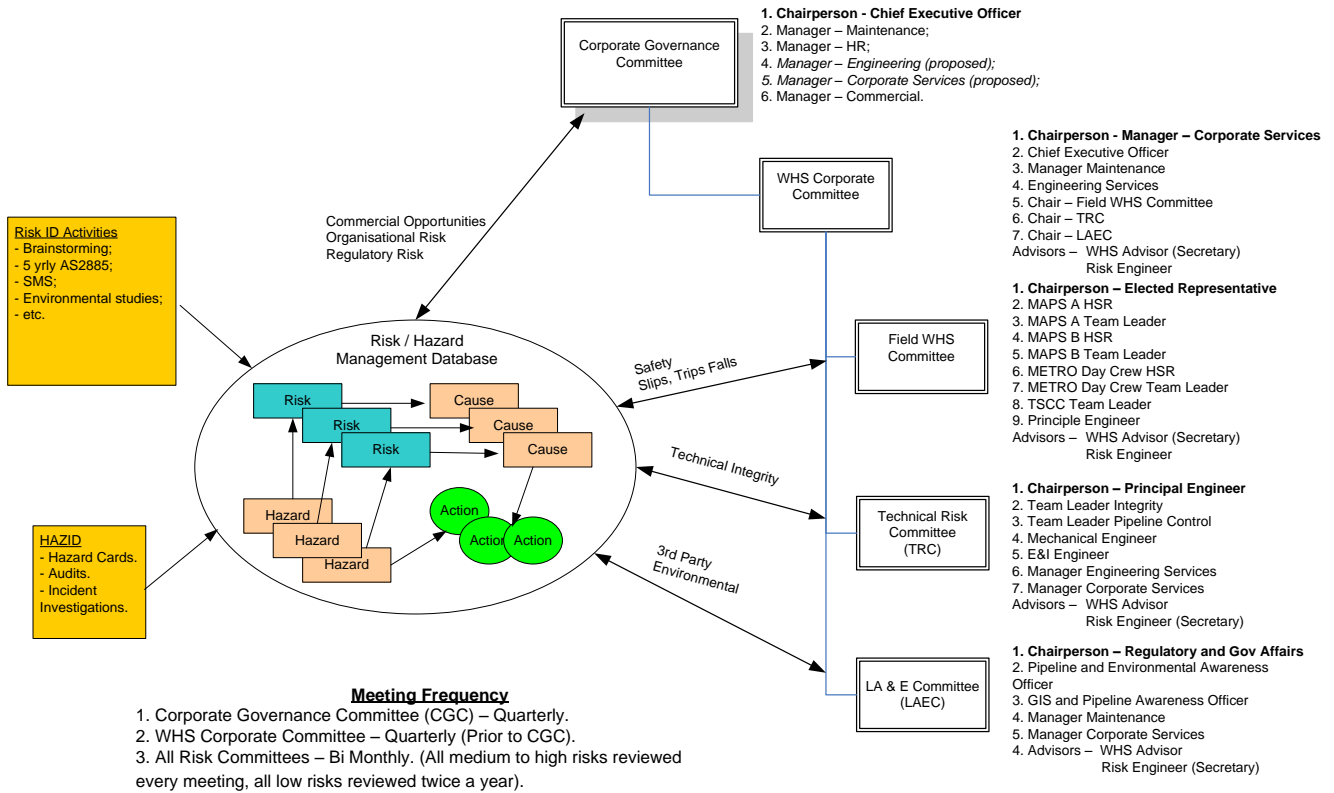 Corporate Governance
Committee
1. Chairperson - Chief Executive Officer
2. Manager – Maintenance;
3. Manager – HR;
4. Manager – Engineering (proposed);
5. Manager – Corporate Services (proposed);
6. Manager – Commercial.
WHS Corporate
Committee
1. Chairperson - Manager – Corporate Services
2. Chief Executive Officer
3. Manager Maintenance
4. Engineering Services
5. Chair – Field WHS Committee
6. Chair – TRC
7. Chair – LAEC
Advisors – WHS Advisor (Secretary)
Risk Engineer
Commercial Opportunities
Organisational Risk
Regulatory Risk
Risk ID Activities
- Brainstorming;
- 5 yrly AS2885;
- SMS;
- Environmental studies;
- etc.
HAZID
- Hazard Cards.
- Audits.
- Incident
Investigations.
Risk / Hazard
Management Database
Risk
Risk
Risk
Cause
Cause
Cause
Hazard
Hazard
Hazard
Action
Action
Action
Safety
Slips, Trips Falls
Field WHS
Committee
1. Chairperson – Elected Representative
2. MAPS A HSR
3. MAPS A Team Leader
4. MAPS B HSR
5. MAPS B Team Leader
6. METRO Day Crew HSR
7. METRO Day Crew Team Leader
8. TSCC Team Leader
9. Principle Engineer
Advisors – WHS Advisor (Secretary)
Risk Engineer
Technical Integrity
Technical Risk
Committee
(TRC)
1. Chairperson – Principal Engineer
2. Team Leader Integrity
3. Team Leader Pipeline Control
4. Mechanical Engineer
5. E&I Engineer
6. Manager Engineering Services
7. Manager Corporate Services
Advisors – WHS Advisor
Risk Engineer (Secretary)
3rd Party
Environmental
LA & E Committee
(LAEC)
1. Chairperson – Regulatory and Gov Affairs
2. Pipeline and Environmental Awareness
Officer
3. GIS and Pipeline Awareness Officer
4. Manager Maintenance
5. Manager Corporate Services
4. Advisors – WHS Advisor
Risk Engineer (Secretary)
Meeting Frequency
1. Corporate Governance Committee (CGC) – Quarterly.
2. WHS Corporate Committee – Quarterly (Prior to CGC).
3. All Risk Committees – Bi Monthly. (All medium to high risks reviewed
every meeting, all low risks reviewed twice a year).